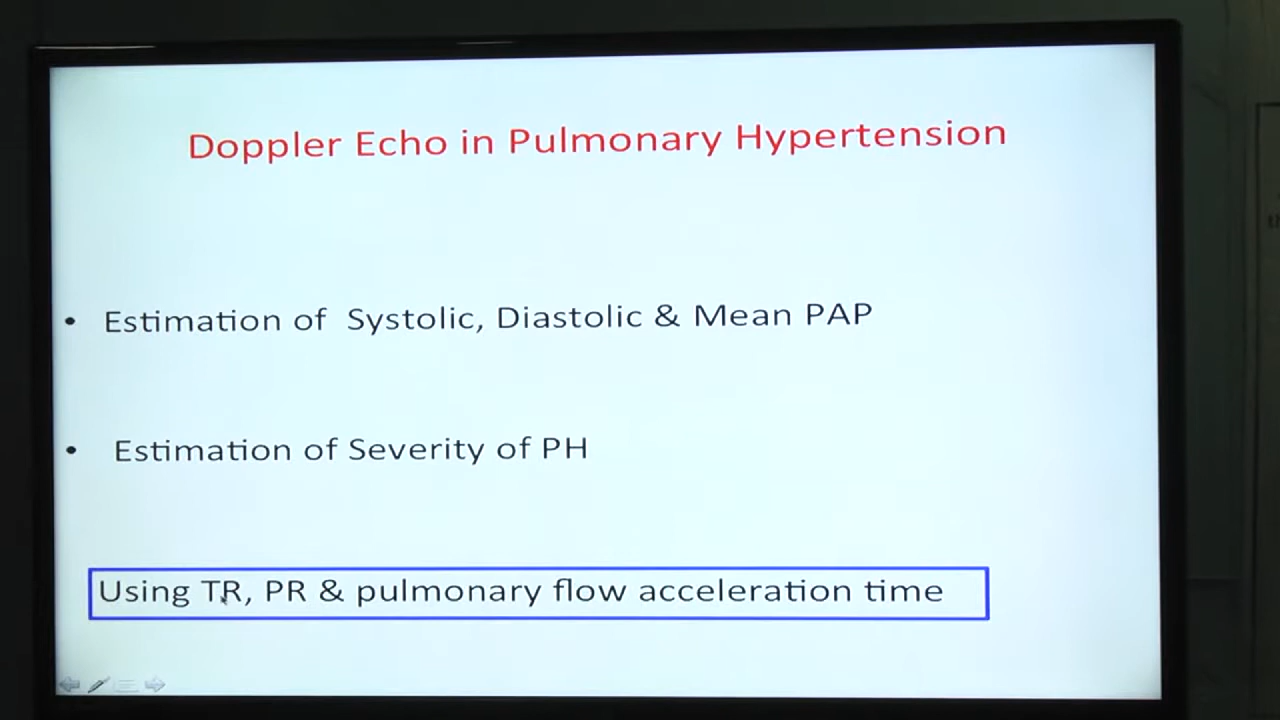 Doppler Echo in Pulmonary Hypertension
• Estimation of Systolic, Diastolic & Mean PAP
• Estimation of Severity of PH
Using TR, PR & pulmonary flow acceleration time